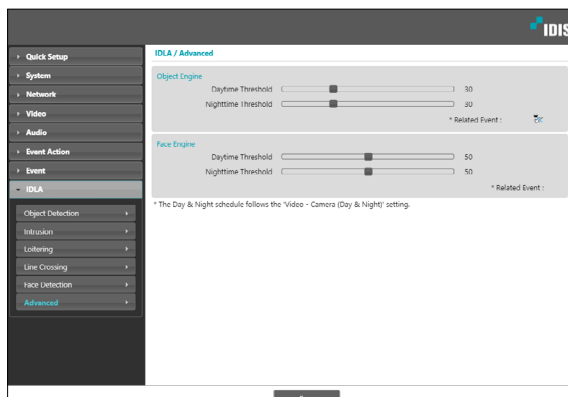 IDIS
Quick Setup
System
Network
Video
Audio
Event Action
Event
IDLA
Object Detection
Intrusion
Loitering
Line Crossing
Face Detection
Advanced
IDLA / Advanced
Object Engine
Daytime Threshold 30
Nighttime Threshold 30
* Related Event :
Face Engine
Daytime Threshold 50
Nighttime Threshold 50
* Related Event :
* The Day & Night schedule follows the 'Video - Camera (Day & Night)' setting.